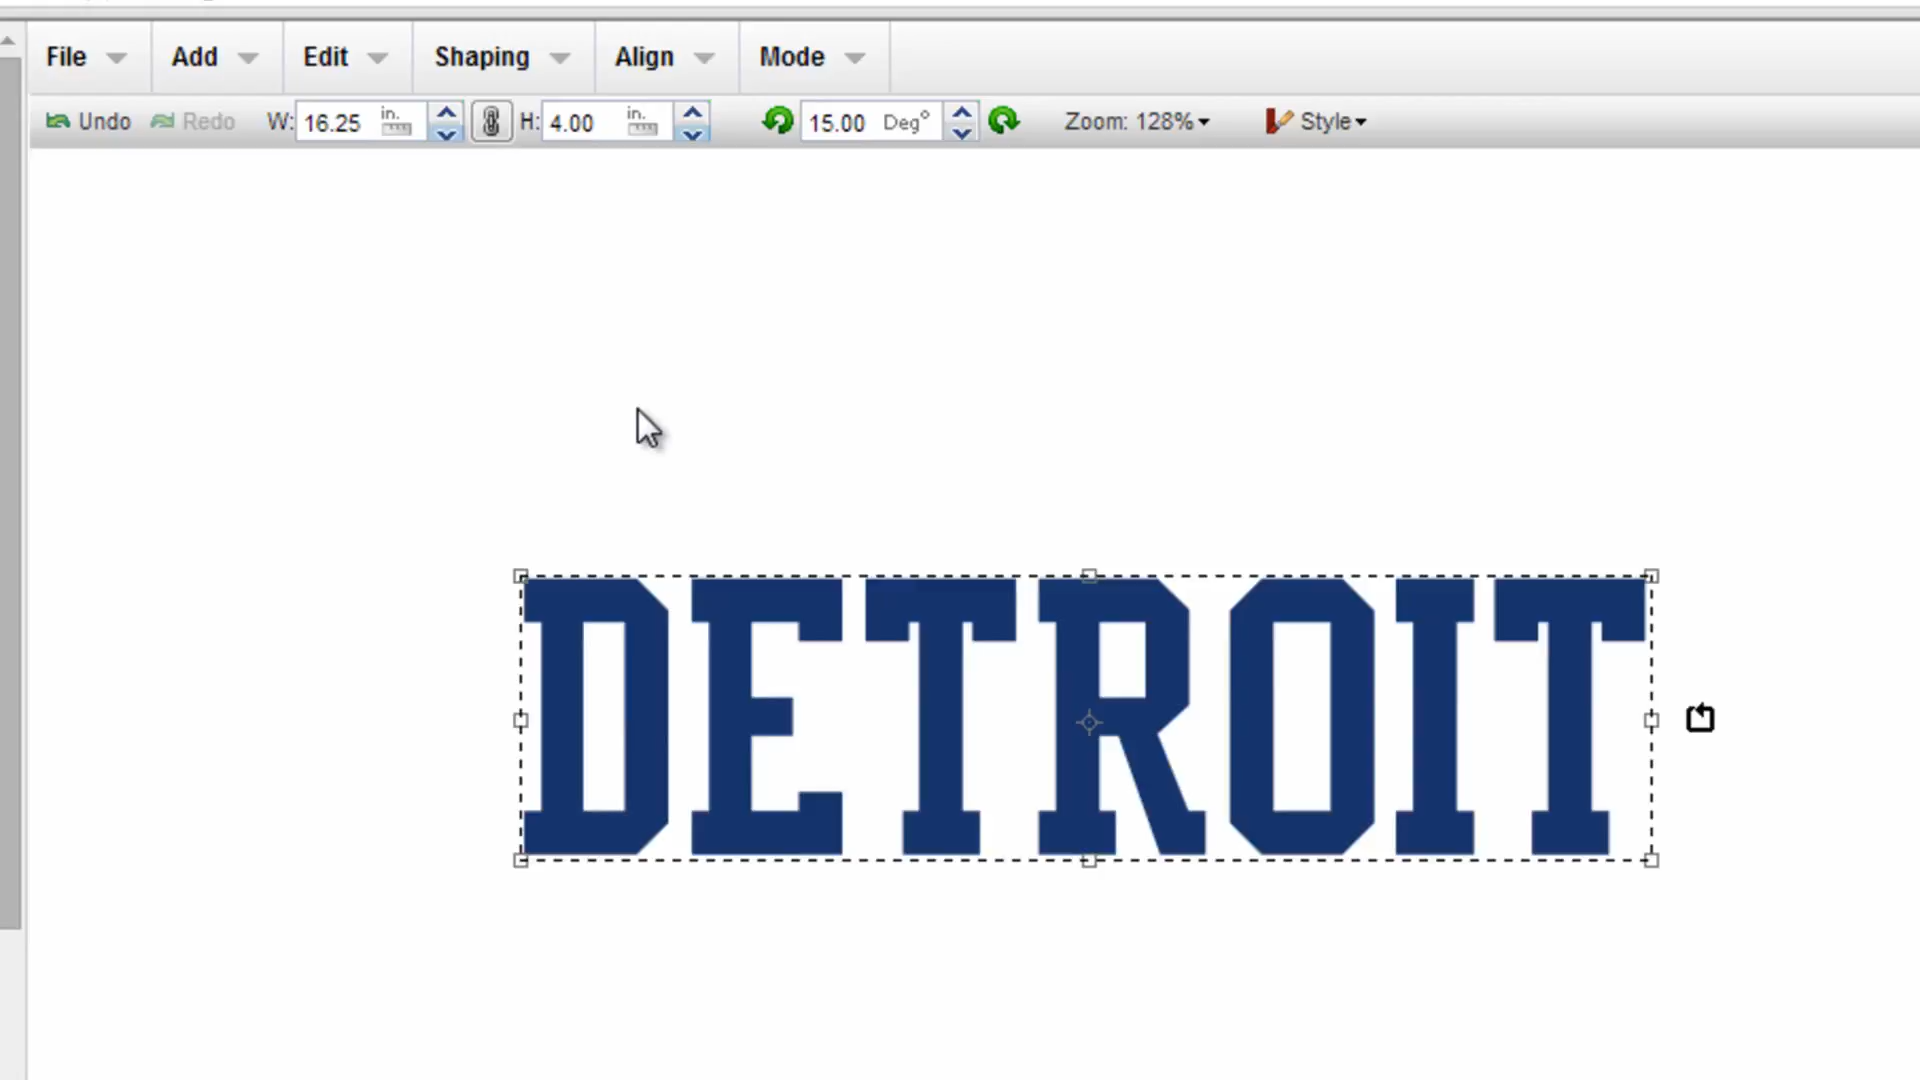 File Add Edit Shaping Align Mode
Undo Redo W: 16.25 in. H: 4.00 in. 15.00 Deg° Zoom: 128% Style
DETROIT